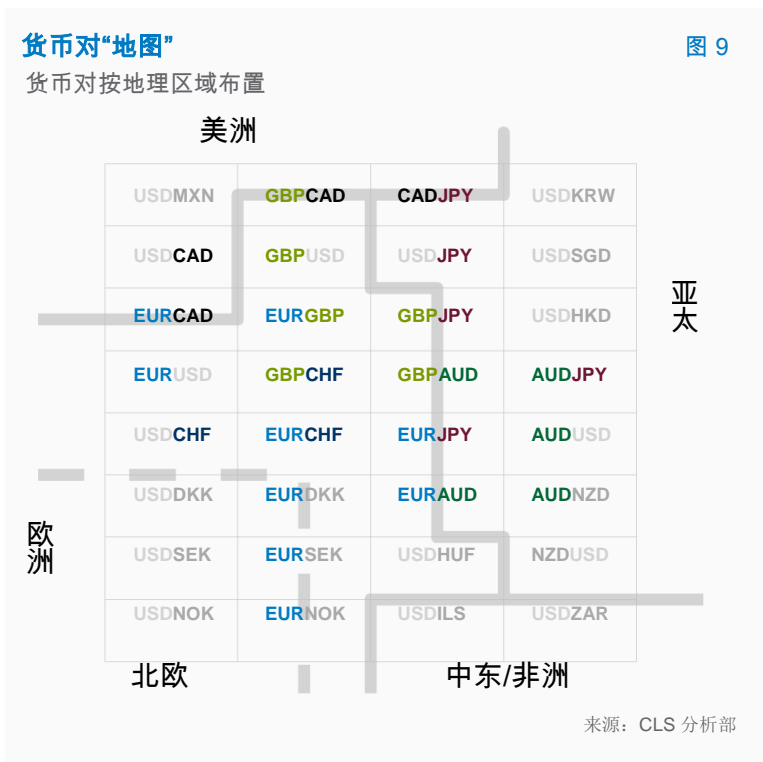 货币对“地图” 图 9
货币对按地理区域布置
美洲
USDMXN GBPCAD CADJPY USDKRW
USDCAD GBPUSD USDJPY USDSGD
EURCAD EURGBP GBPJPY USDHKD
EURUSD GBPCHF GBPAUD AUDJPY
USDCHF EURCHF EURJPY AUDUSD
USDDKK EURDKK EURAUD AUDNZD
USDSEK EURSEK USDHUF NZDUSD
USDNOK EURNOK USDILS USDZAR
亚太
欧洲
北欧 中东/非洲
来源：CLS 分析部